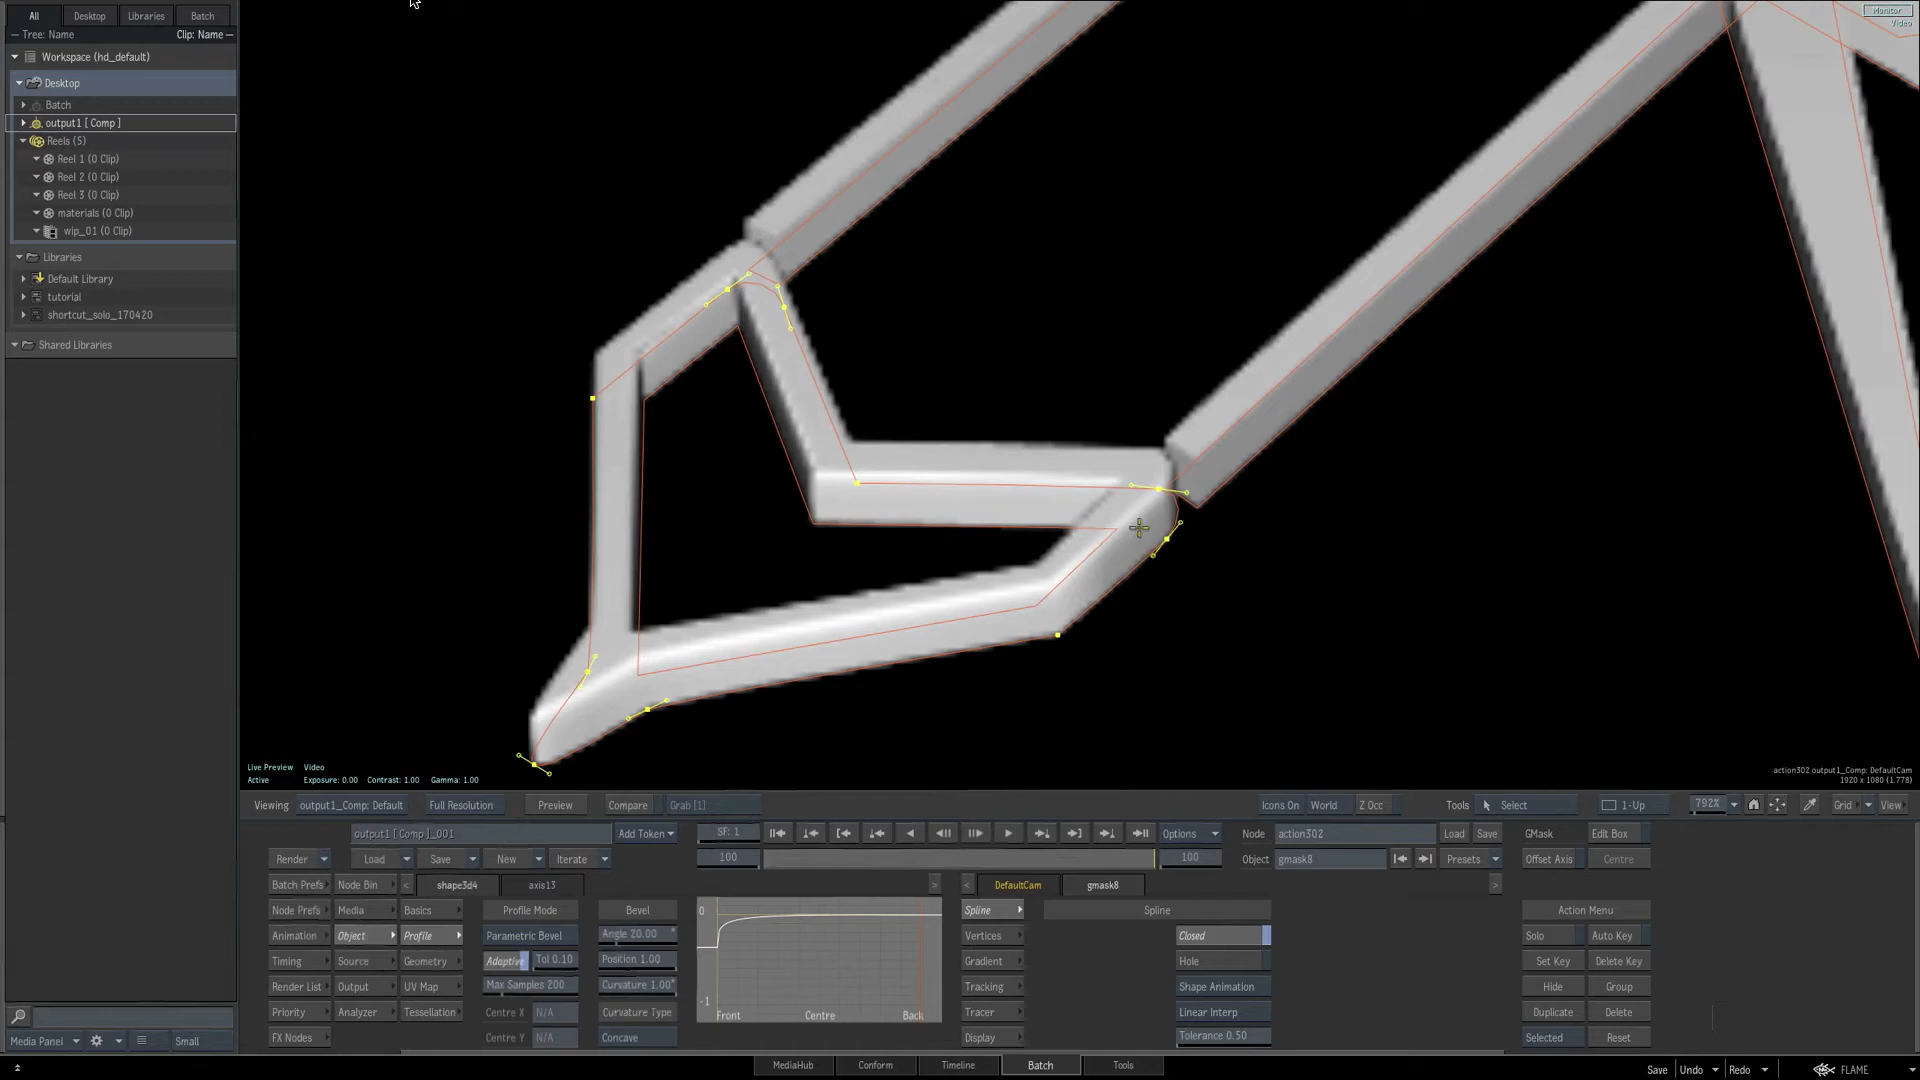 All Desktop Libraries Batch
Tree: Name Clip: Name
Workspace (hd_default)
Desktop
Batch
output1 [ Comp ]
Reels (5)
Reel 1 (0 Clip)
Reel 2 (0 Clip)
Reel 3 (0 Clip)
materials (0 Clip)
wip_01 (0 Clip)
Libraries
Default Library
tutorial
shortcut_solo_170420
Shared Libraries
Monitor
Video
Live Preview Video
Active Exposure: 0.00 Contrast: 1.00 Gamma: 1.00
action302 output1_Comp: DefaultCam
1920 x 1080 (1.778)
Viewing output1_Comp: Default Full Resolution Preview Compare Grab [1] Icons On World Z Occ Tools Select 1-Up 792% Grid View
output1 [ Comp ]_001 Add Token SF: 1 Options Node action302 Load Save GMask Edit Box
Render Load Save New Iterate 100 100 Object gmask8 Presets Offset Axis Centre
Batch Prefs Node Bin < shape3d4 axis13 > < DefaultCam gmask8 >
Node Prefs Media Basics Profile Mode Bevel 0 Spline Spline Action Menu
Animation Object Profile Parametric Bevel Angle 20.00 ° Vertices Closed Solo Auto Key
Timing Source Geometry Adaptive Tol 0.10 Position 1.00 Gradient Hole Set Key Delete Key
Render List Output UV Map Max Samples 200 Curvature 1.00° -1 Tracking Shape Animation Hide Group
Priority Analyzer Tessellation Centre X N/A Curvature Type Front Centre Back Tracer Linear Interp Duplicate Delete
FX Nodes Centre Y N/A Concave Display Tolerance 0.50 Selected Reset
Media Panel Small
MediaHub Conform Timeline Batch Tools Save Undo Redo FLAME